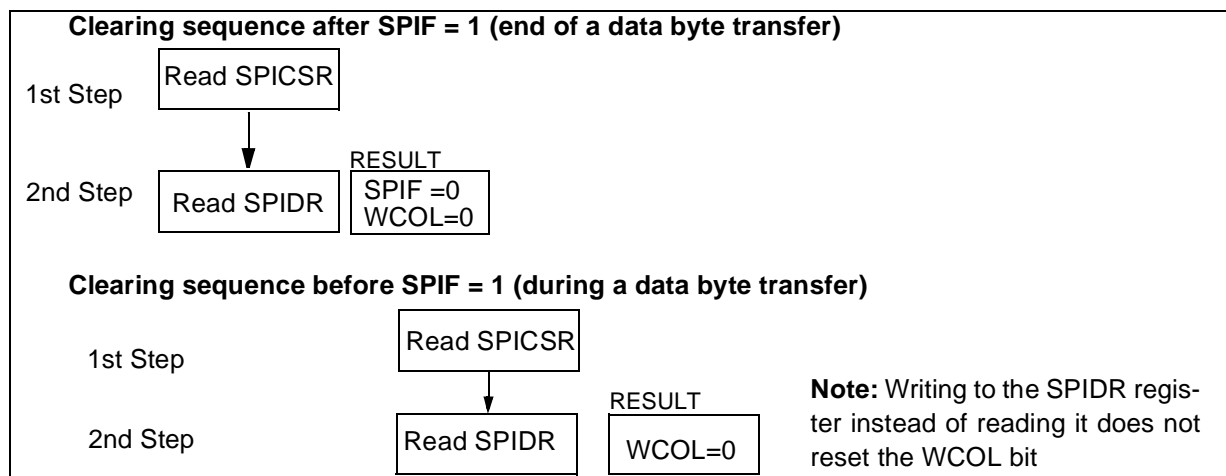 Clearing sequence after SPIF = 1 (end of a data byte transfer)
1st Step
Read SPICSR
2nd Step
Read SPIDR
RESULT
SPIF =0
WCOL=0
Clearing sequence before SPIF = 1 (during a data byte transfer)
1st Step
Read SPICSR
2nd Step
Read SPIDR
RESULT
WCOL=0
Note: Writing to the SPIDR regis-
ter instead of reading it does not
reset the WCOL bit